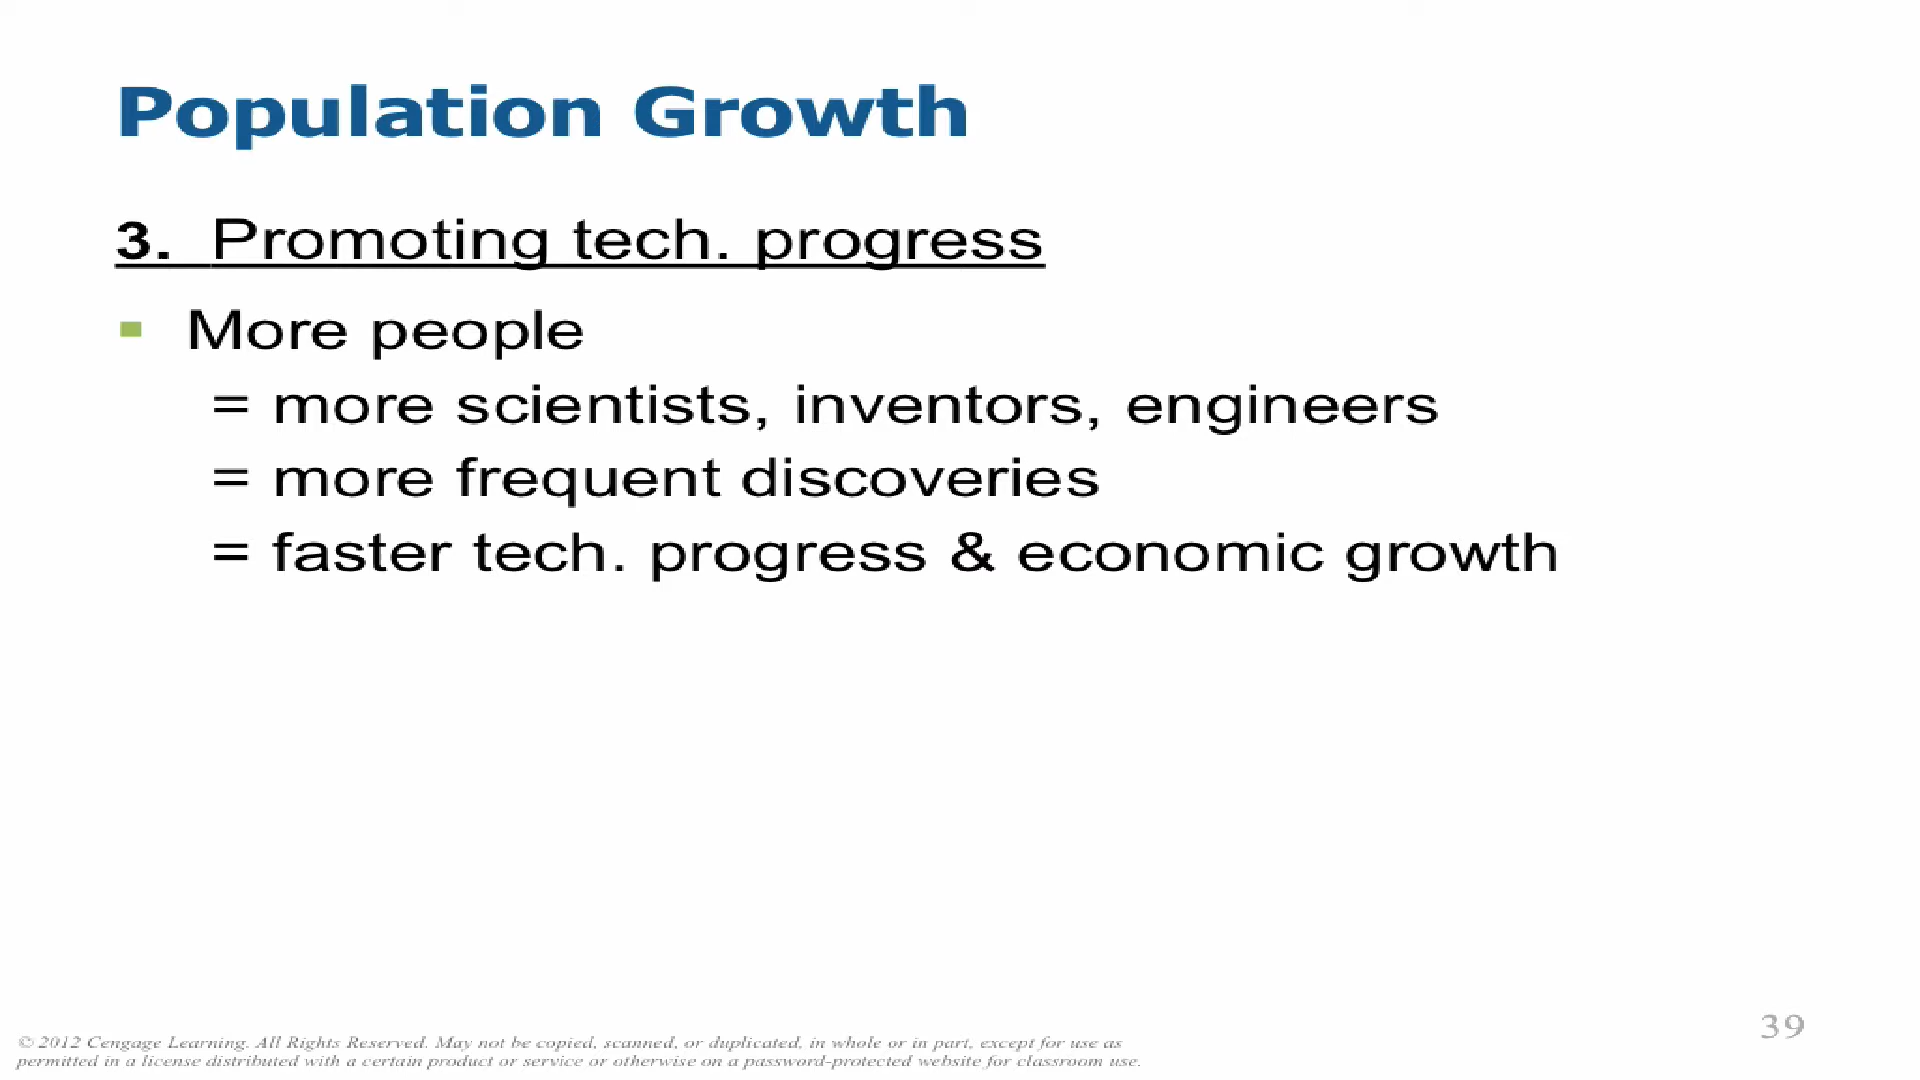 Population Growth
3. Promoting tech. progress
▪ More people
= more scientists, inventors, engineers
= more frequent discoveries
= faster tech. progress & economic growth
39
© 2012 Cengage Learning. All Rights Reserved. May not be copied, scanned, or duplicated, in whole or in part, except for use as
permitted in a license distributed with a certain product or service or otherwise on a password-protected website for classroom use.